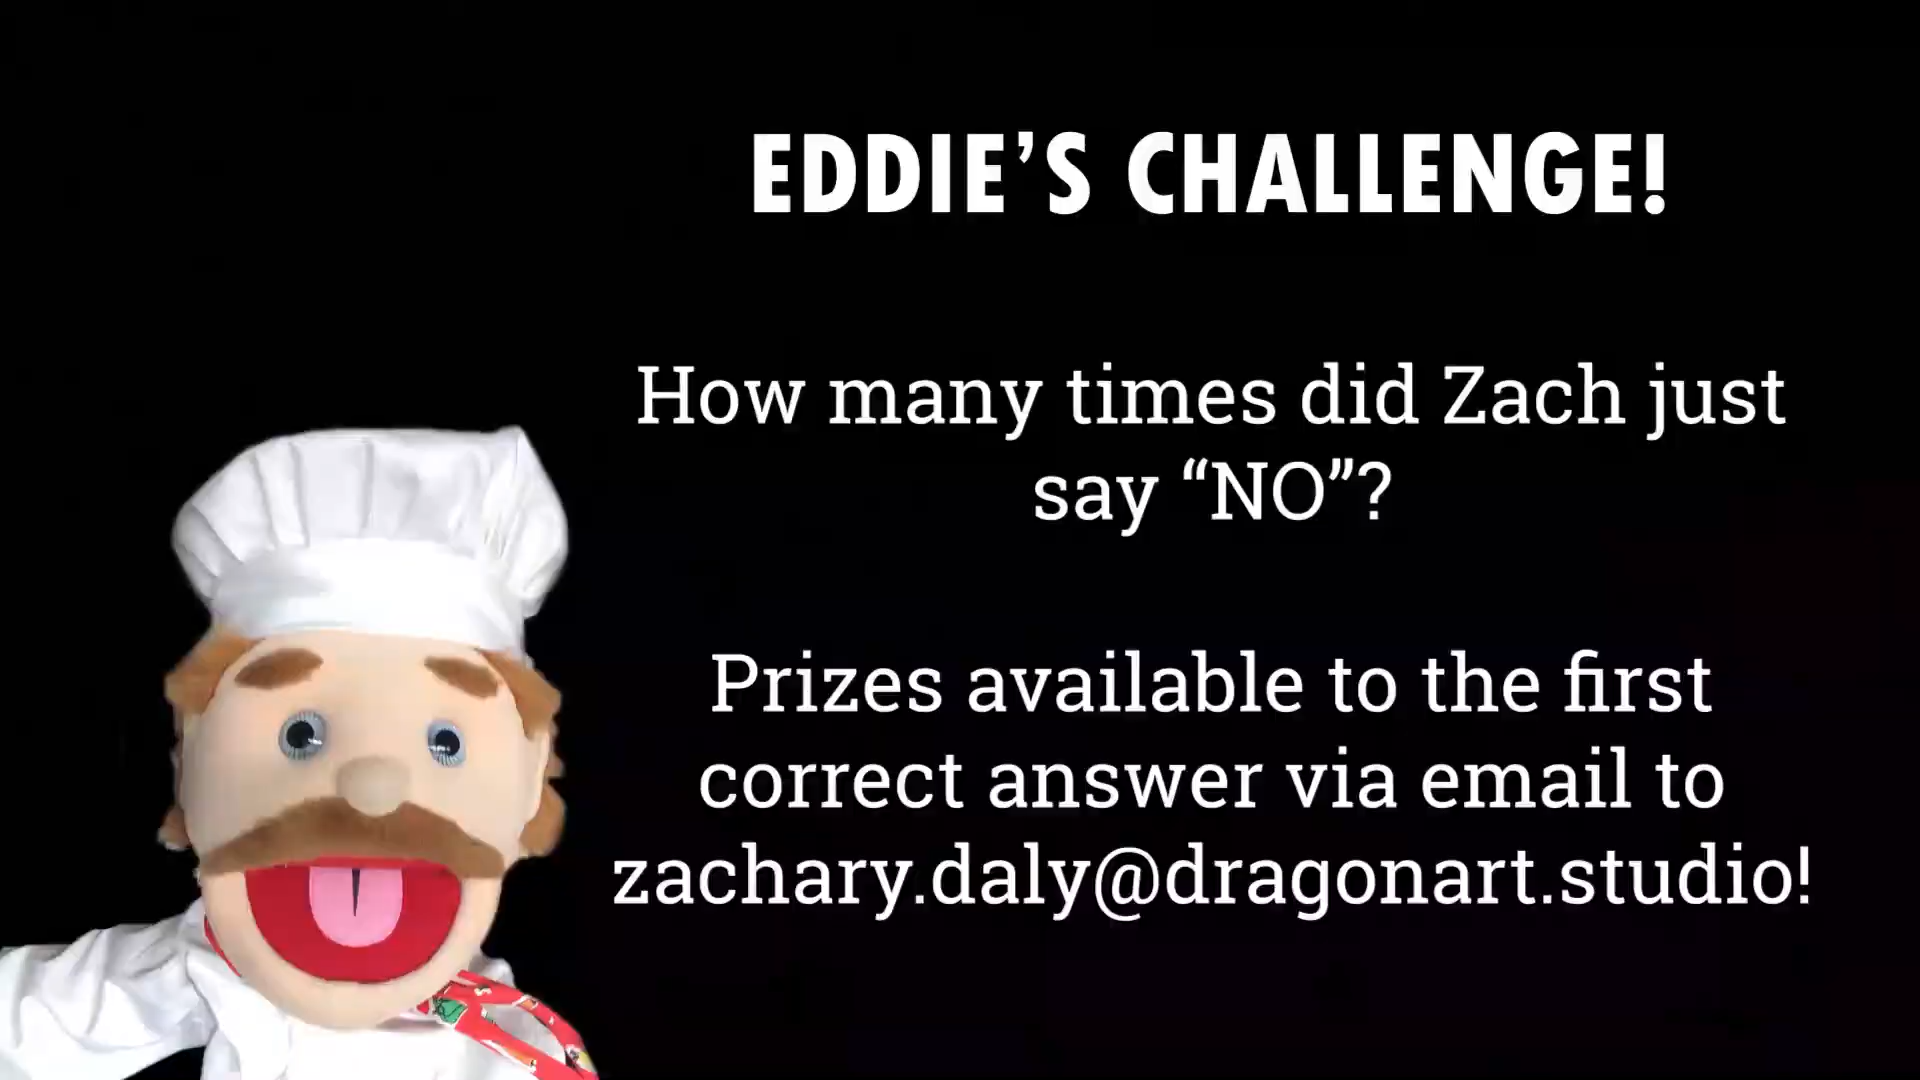 EDDIE’S CHALLENGE!
How many times did Zach just
say “NO”?
Prizes available to the first
correct answer via email to
zachary.daly@dragonart.studio!